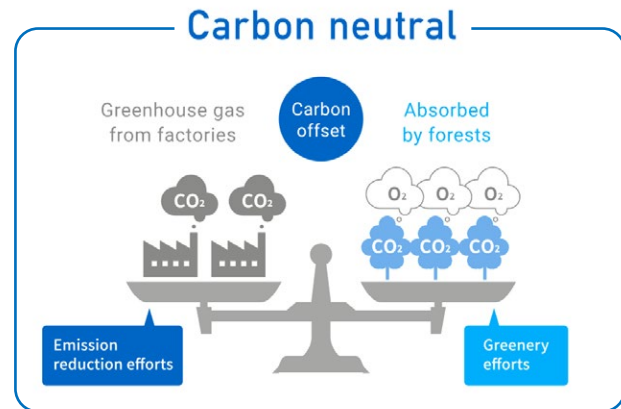 Carbon neutral
Greenhouse gas
from factories
Carbon
offset
Absorbed
by forests
CO₂
CO₂
O₂
O₂
O₂
CO₂
CO₂
CO₂
Emission
reduction efforts
Greenery
efforts